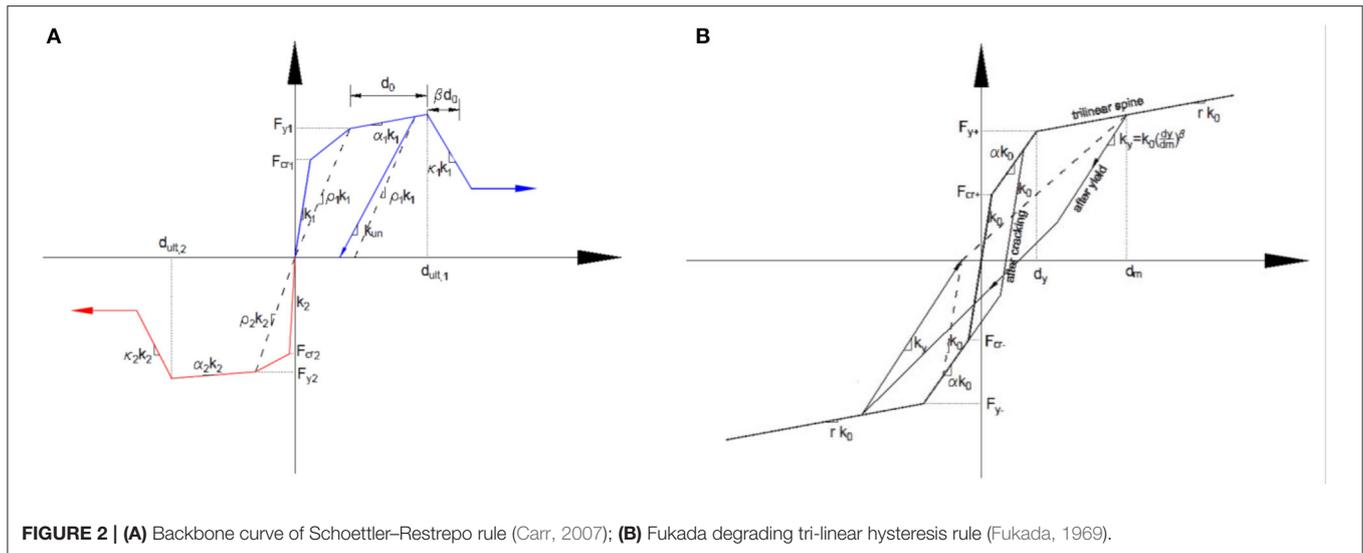 A
d₀
βd₀
Fy1
α₁k₁
Fcr1
κ₁k₁
ρ₁k₁
ρ₁k₁
k₁
kun
dult,2
dult,1
k₂
ρ₂k₂
Fcr2
κ₂k₂
α₂k₂
Fy2
B
trilinear spine
r k₀
Fy+
ky=k₀(dy/dm)^β
αk₀
after yield
Fcr+
k₀
k₀
after cracking
dy
dm
ky
k₀
Fcr-
αk₀
Fy-
r k₀
FIGURE 2 | (A) Backbone curve of Schoettler–Restrepo rule (Carr, 2007); (B) Fukada degrading tri-linear hysteresis rule (Fukada, 1969).